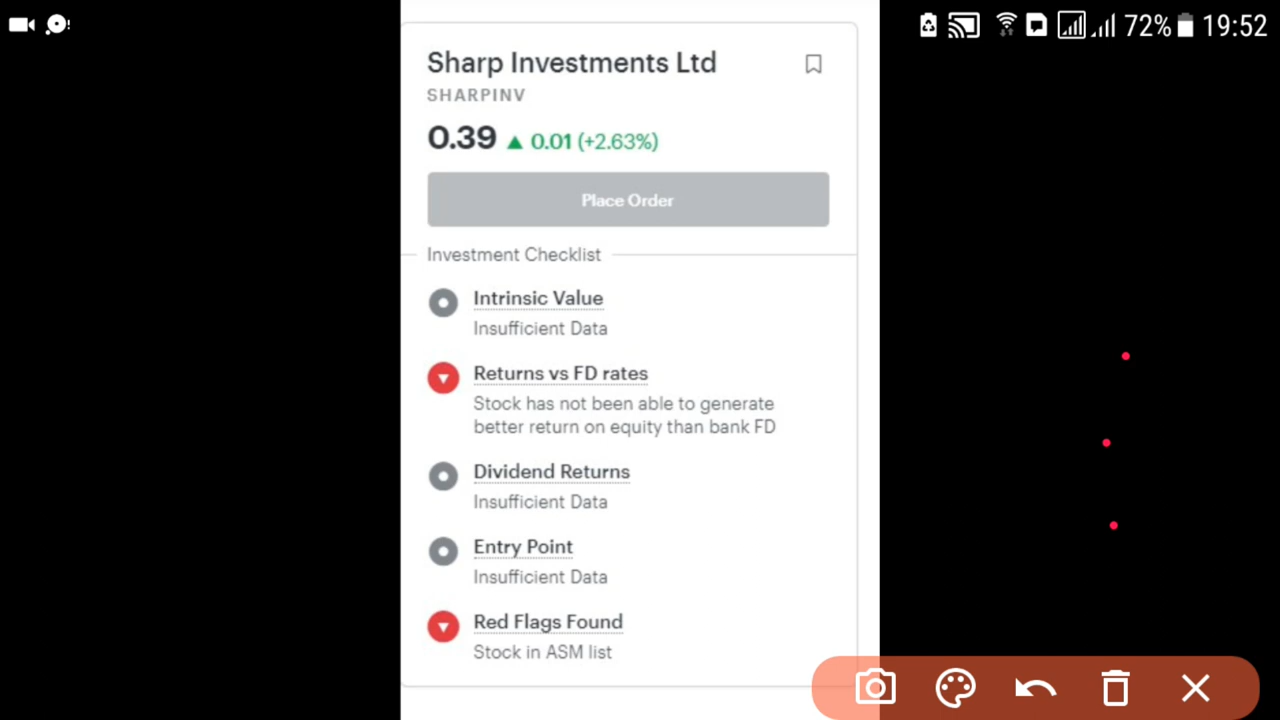 72% 19:52
Sharp Investments Ltd
SHARPINV
0.39 ▲ 0.01 (+2.63%)
Place Order
Investment Checklist
Intrinsic Value
Insufficient Data
Returns vs FD rates
Stock has not been able to generate
better return on equity than bank FD
Dividend Returns
Insufficient Data
Entry Point
Insufficient Data
Red Flags Found
Stock in ASM list